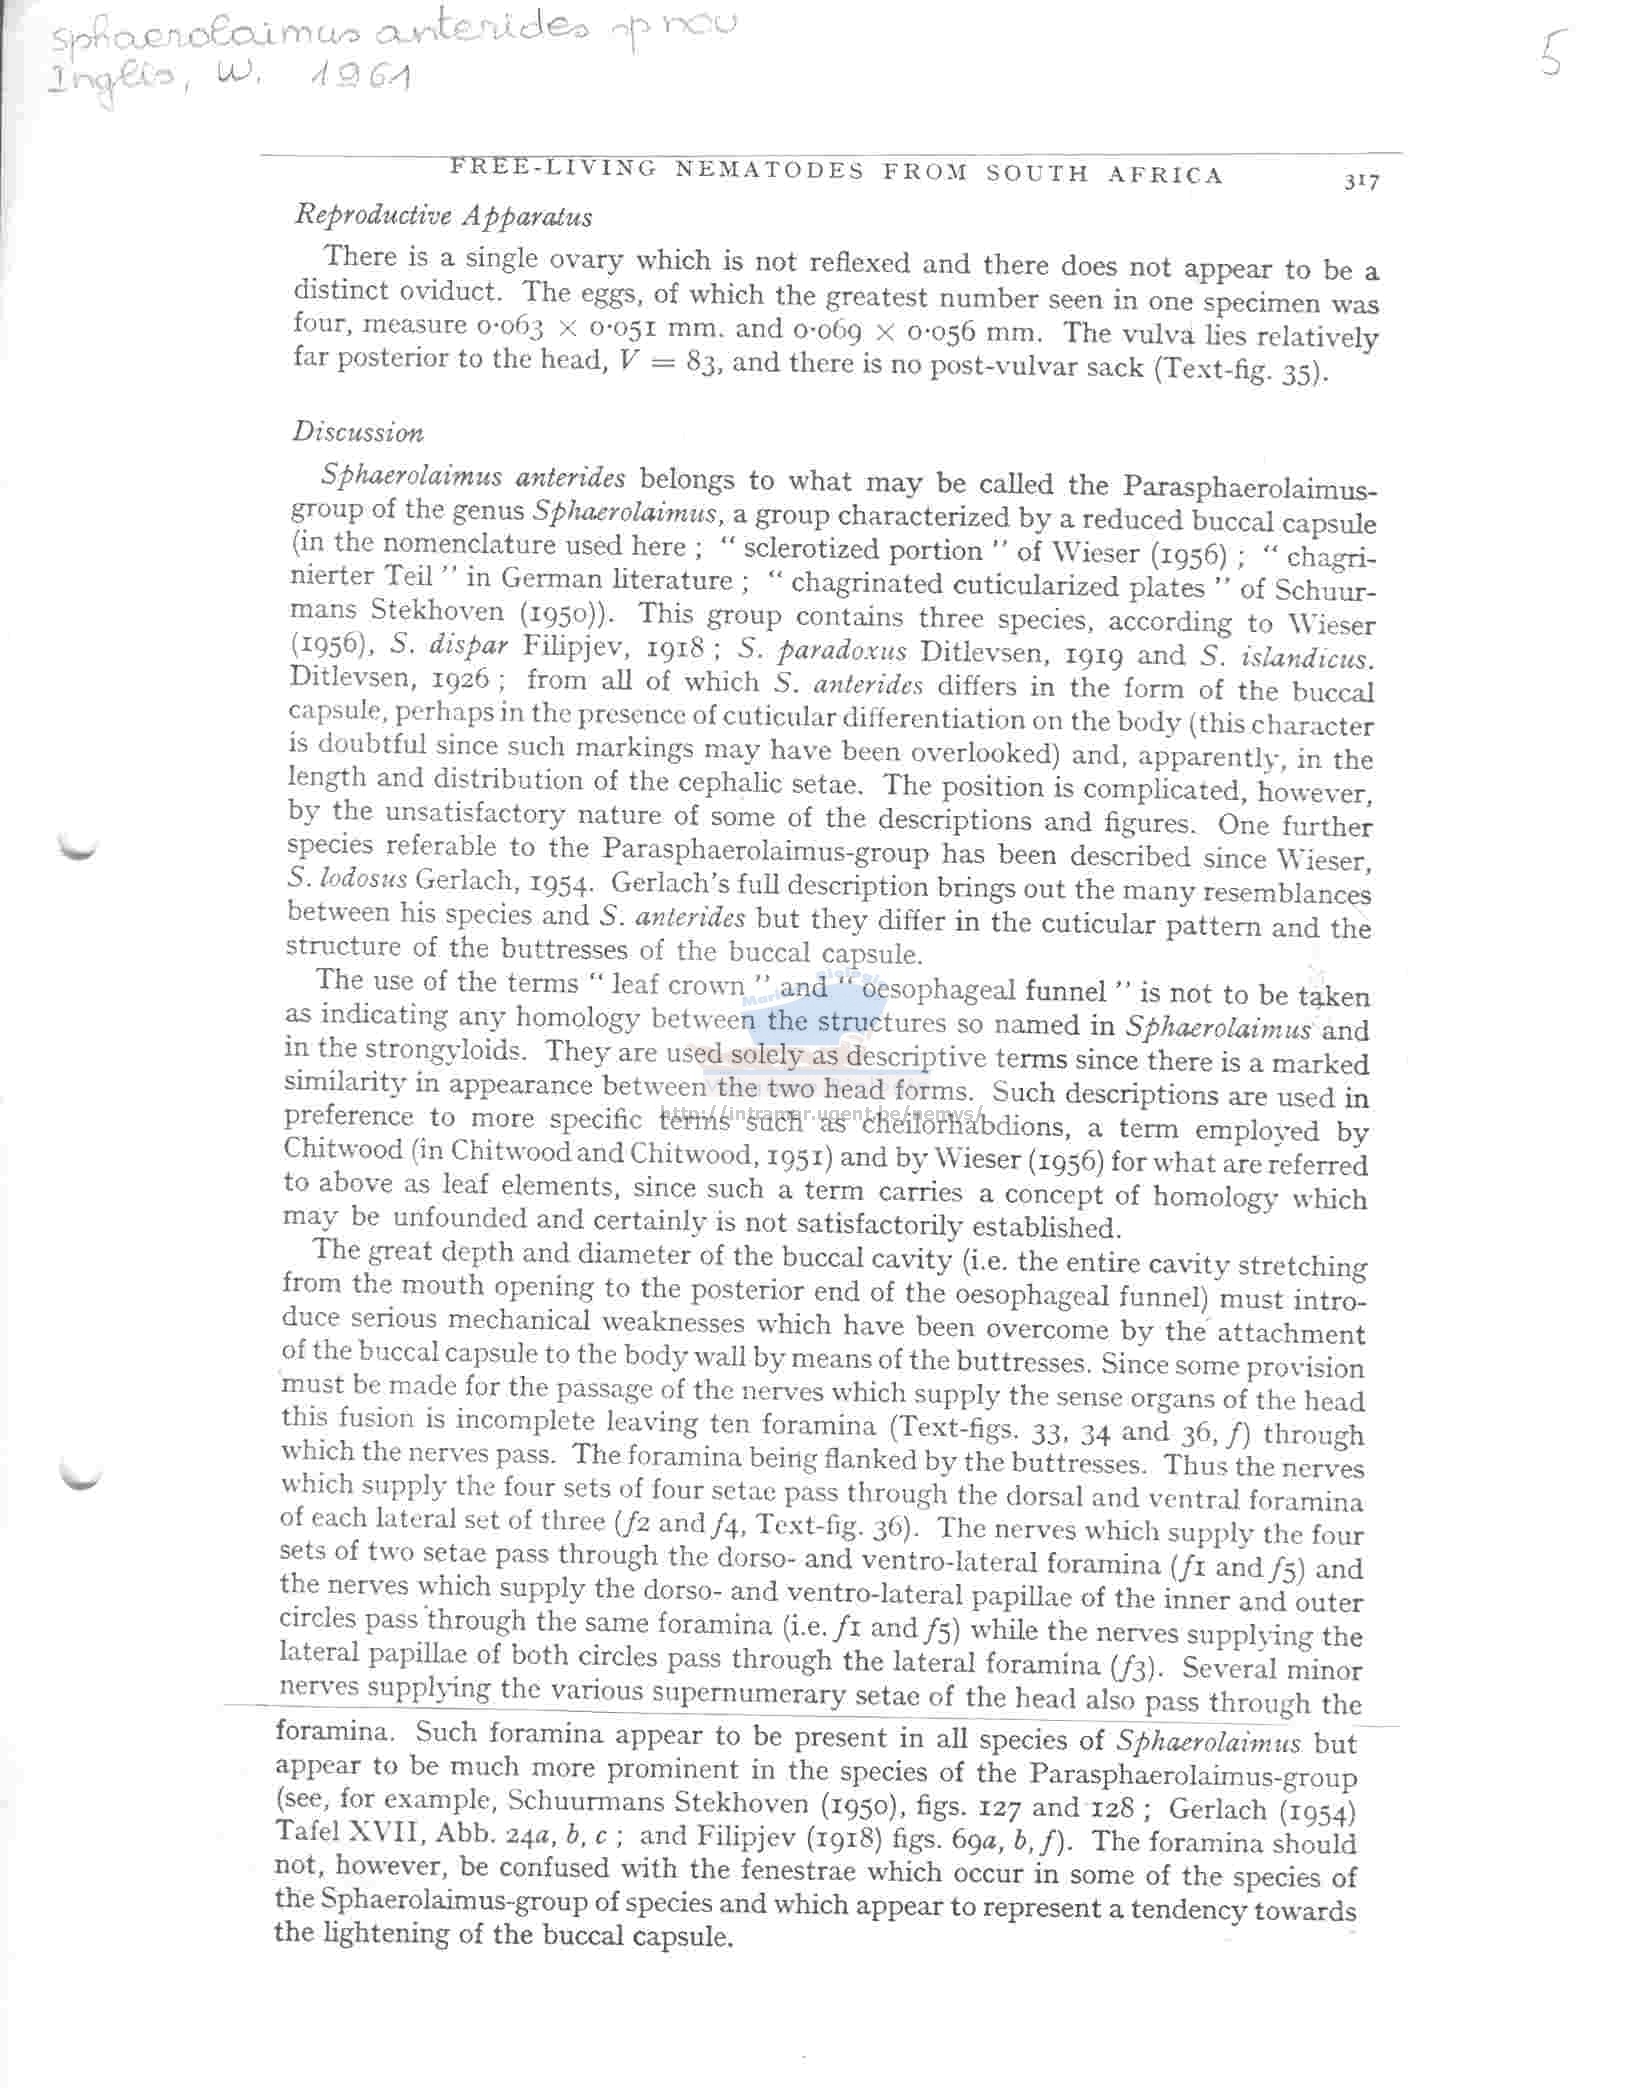 Sphaerolaimus anterides sp nov
Inglis, W. 1961
5
FREE-LIVING NEMATODES FROM SOUTH AFRICA 317
Reproductive Apparatus
There is a single ovary which is not reflexed and there does not appear to be a
distinct oviduct. The eggs, of which the greatest number seen in one specimen was
four, measure 0·063 × 0·051 mm. and 0·069 × 0·056 mm. The vulva lies relatively
far posterior to the head, V = 83, and there is no post-vulvar sack (Text-fig. 35).
Discussion
Sphaerolaimus anterides belongs to what may be called the Parasphaerolaimus-
group of the genus Sphaerolaimus, a group characterized by a reduced buccal capsule
(in the nomenclature used here ; “ sclerotized portion ” of Wieser (1956) ; “ chagri-
nierter Teil ” in German literature ; “ chagrinated cuticularized plates ” of Schuur-
mans Stekhoven (1950)). This group contains three species, according to Wieser
(1956), S. dispar Filipjev, 1918 ; S. paradoxus Ditlevsen, 1919 and S. islandicus.
Ditlevsen, 1926 ; from all of which S. anterides differs in the form of the buccal
capsule, perhaps in the presence of cuticular differentiation on the body (this character
is doubtful since such markings may have been overlooked) and, apparently, in the
length and distribution of the cephalic setae. The position is complicated, however,
by the unsatisfactory nature of some of the descriptions and figures. One further
species referable to the Parasphaerolaimus-group has been described since Wieser,
S. lodosus Gerlach, 1954. Gerlach's full description brings out the many resemblances
between his species and S. anterides but they differ in the cuticular pattern and the
structure of the buttresses of the buccal capsule.
The use of the terms “ leaf crown ” and “ oesophageal funnel ” is not to be taken
as indicating any homology between the structures so named in Sphaerolaimus and
in the strongyloids. They are used solely as descriptive terms since there is a marked
similarity in appearance between the two head forms. Such descriptions are used in
http://intramar.ugent.be/nemys/
preference to more specific terms such as cheilorhabdions, a term employed by
Chitwood (in Chitwood and Chitwood, 1951) and by Wieser (1956) for what are referred
to above as leaf elements, since such a term carries a concept of homology which
may be unfounded and certainly is not satisfactorily established.
The great depth and diameter of the buccal cavity (i.e. the entire cavity stretching
from the mouth opening to the posterior end of the oesophageal funnel) must intro-
duce serious mechanical weaknesses which have been overcome by the attachment
of the buccal capsule to the body wall by means of the buttresses. Since some provision
must be made for the passage of the nerves which supply the sense organs of the head
this fusion is incomplete leaving ten foramina (Text-figs. 33, 34 and 36, f) through
which the nerves pass. The foramina being flanked by the buttresses. Thus the nerves
which supply the four sets of four setae pass through the dorsal and ventral foramina
of each lateral set of three (f2 and f4, Text-fig. 36). The nerves which supply the four
sets of two setae pass through the dorso- and ventro-lateral foramina (f1 and f5) and
the nerves which supply the dorso- and ventro-lateral papillae of the inner and outer
circles pass through the same foramina (i.e. f1 and f5) while the nerves supplying the
lateral papillae of both circles pass through the lateral foramina (f3). Several minor
nerves supplying the various supernumerary setae of the head also pass through the
foramina. Such foramina appear to be present in all species of Sphaerolaimus but
appear to be much more prominent in the species of the Parasphaerolaimus-group
(see, for example, Schuurmans Stekhoven (1950), figs. 127 and 128 ; Gerlach (1954)
Tafel XVII, Abb. 24a, b, c ; and Filipjev (1918) figs. 69a, b, f). The foramina should
not, however, be confused with the fenestrae which occur in some of the species of
the Sphaerolaimus-group of species and which appear to represent a tendency towards
the lightening of the buccal capsule.